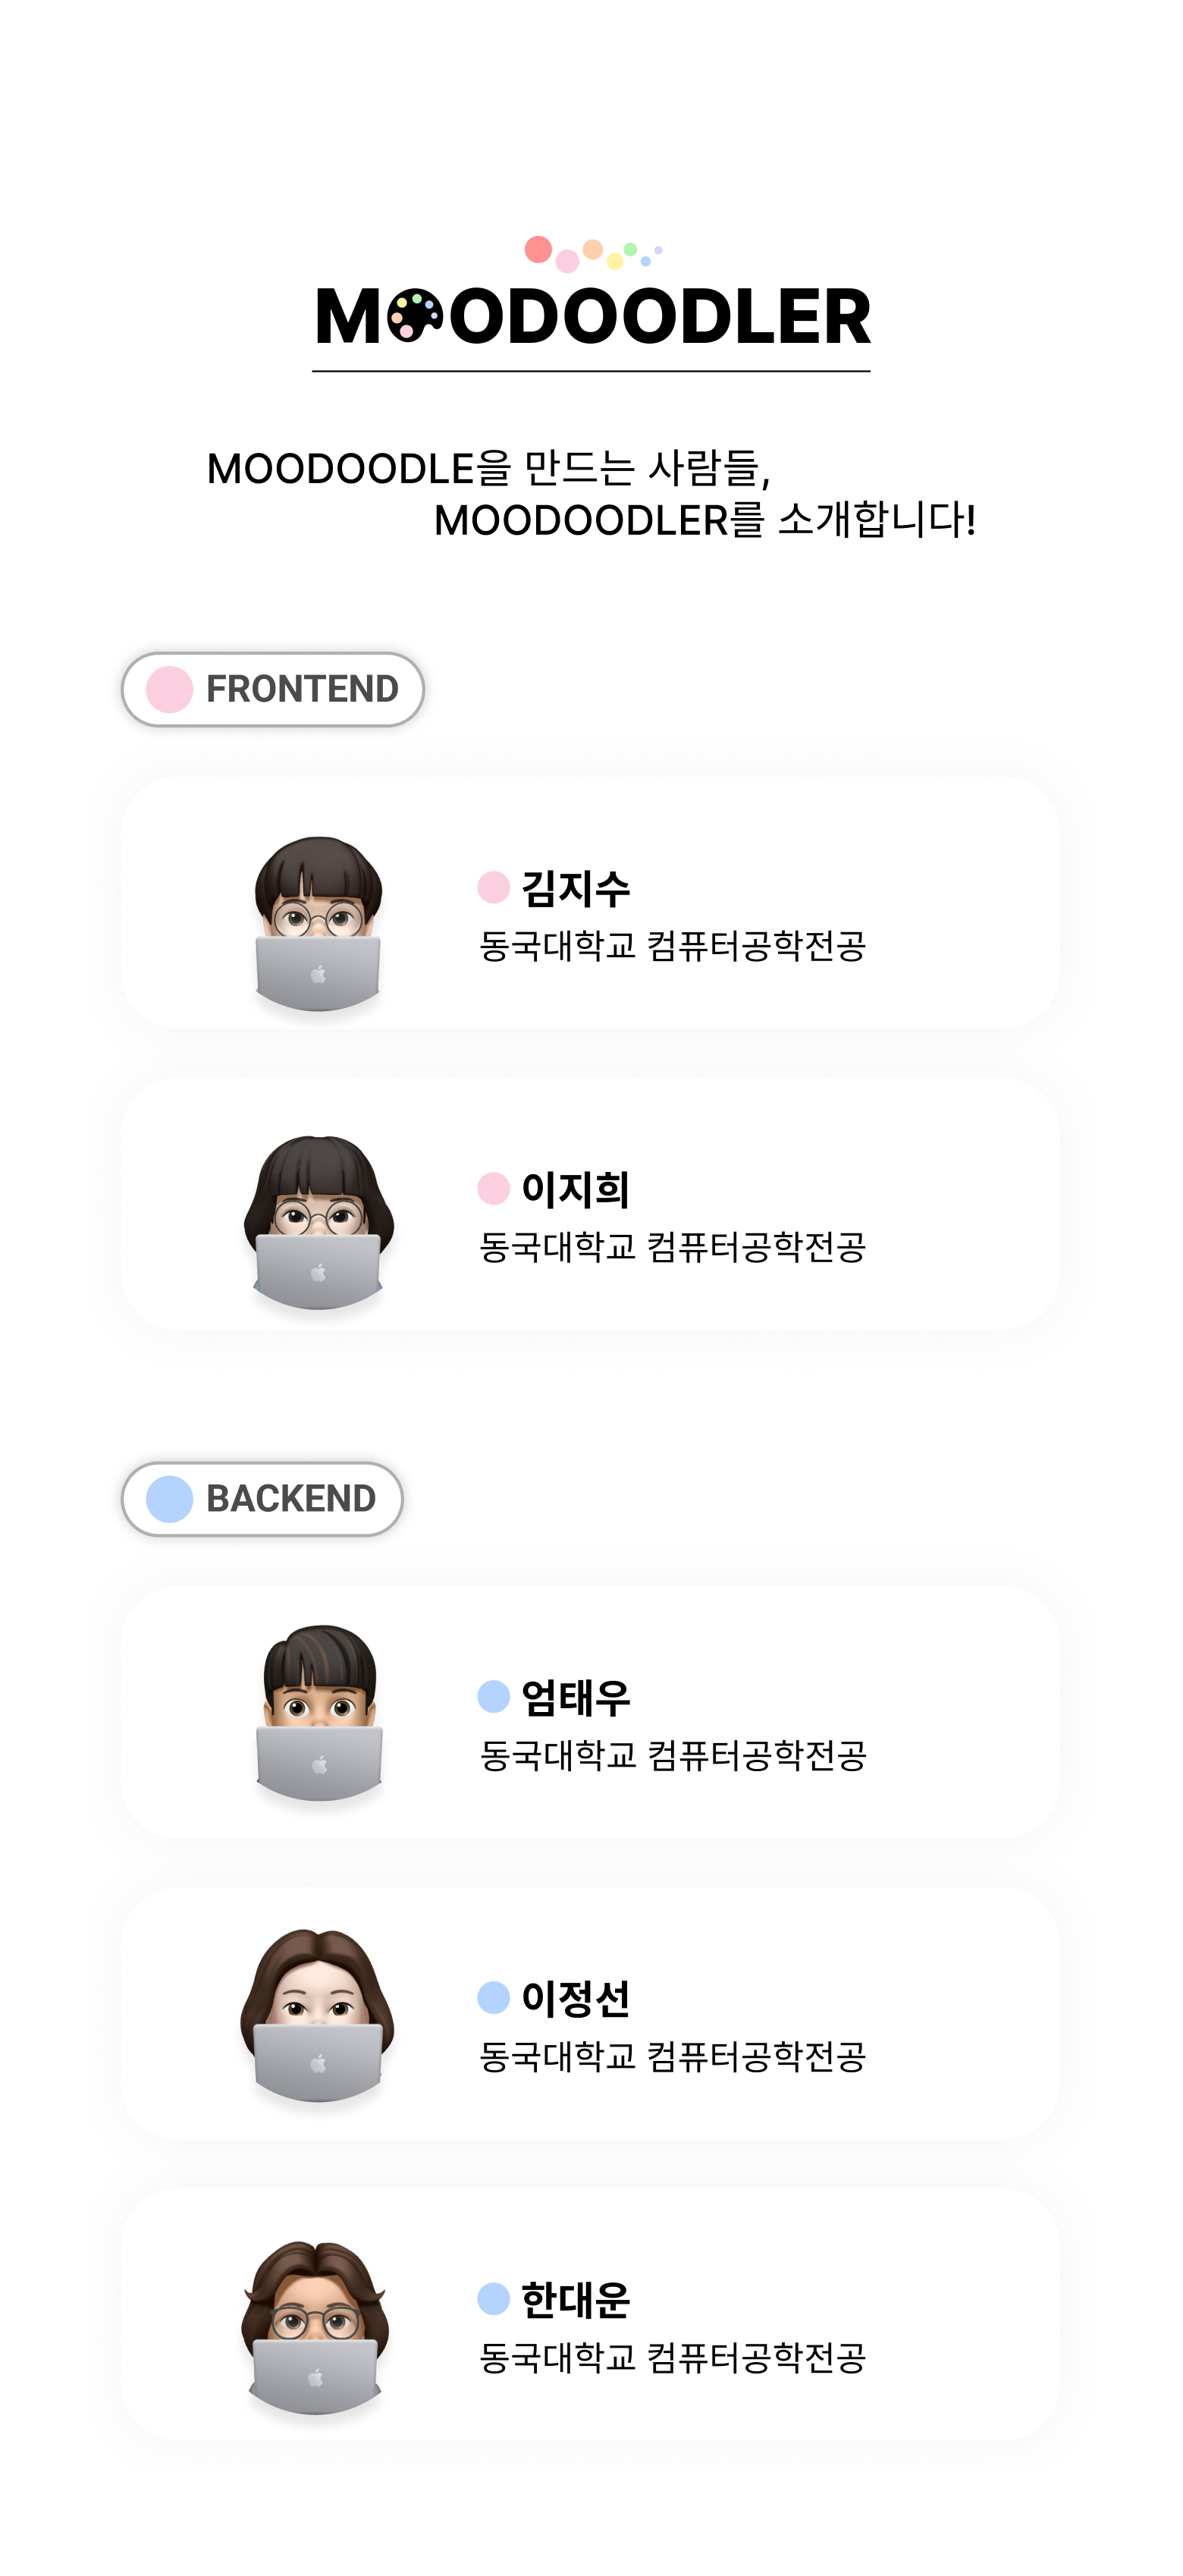 MOODOODLER
MOODOODLE을 만드는 사람들,
MOODOODLER를 소개합니다!
FRONTEND
김지수
동국대학교 컴퓨터공학전공
이지희
동국대학교 컴퓨터공학전공
BACKEND
엄태우
동국대학교 컴퓨터공학전공
이정선
동국대학교 컴퓨터공학전공
한대운
동국대학교 컴퓨터공학전공